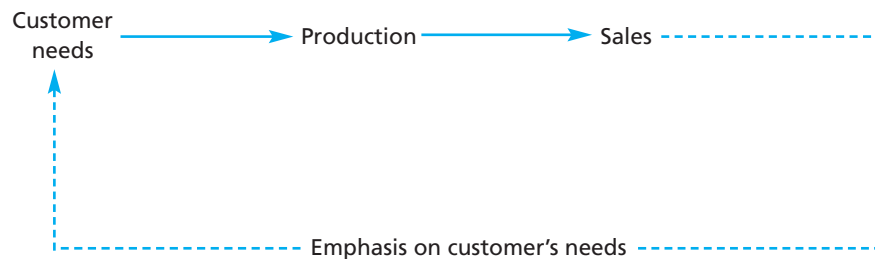 Customer
needs
Production
Sales
Emphasis on customer’s needs